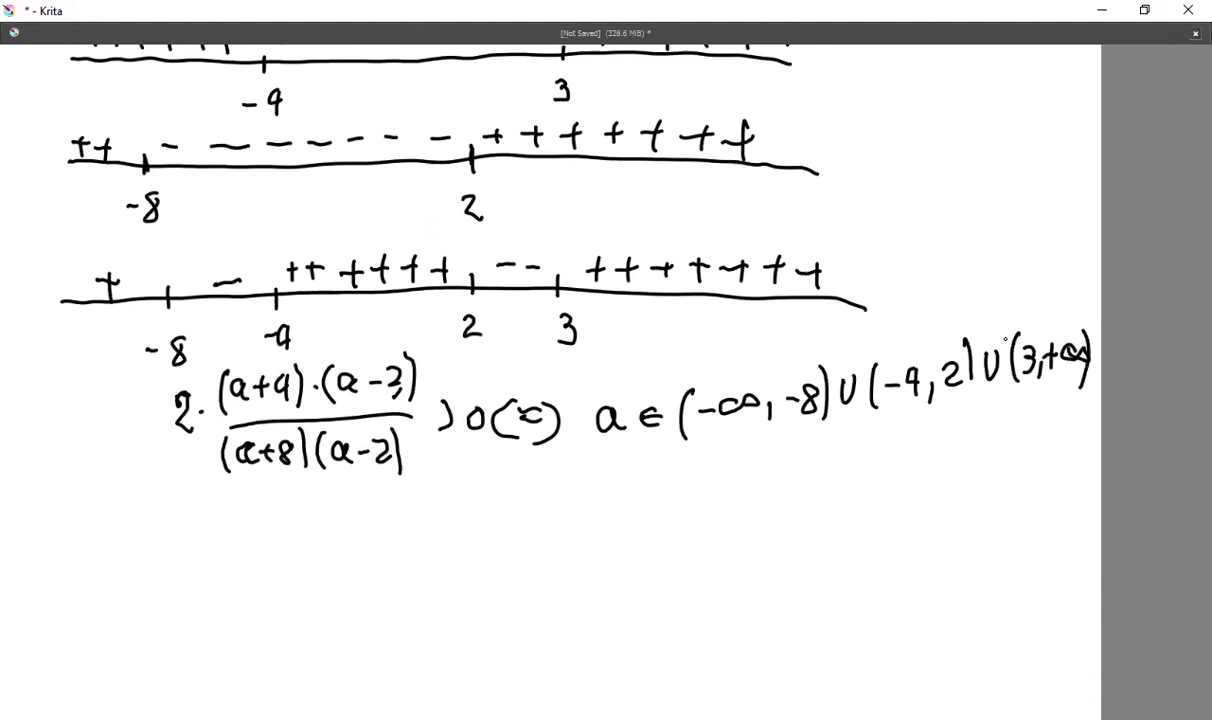 * - Krita
[Not Saved] (328.6 MiB) *
-4 3
++ - - - - - - - + + + + + + +
-8 2
+ - ++ + + + + - - + + + + + + +
-8 -4 2 3
2 · (a+4)·(a-3) / (a+8)(a-2) > 0 (=) a ∈ (-∞, -8) ∪ (-4, 2) ∪ (3, +∞)